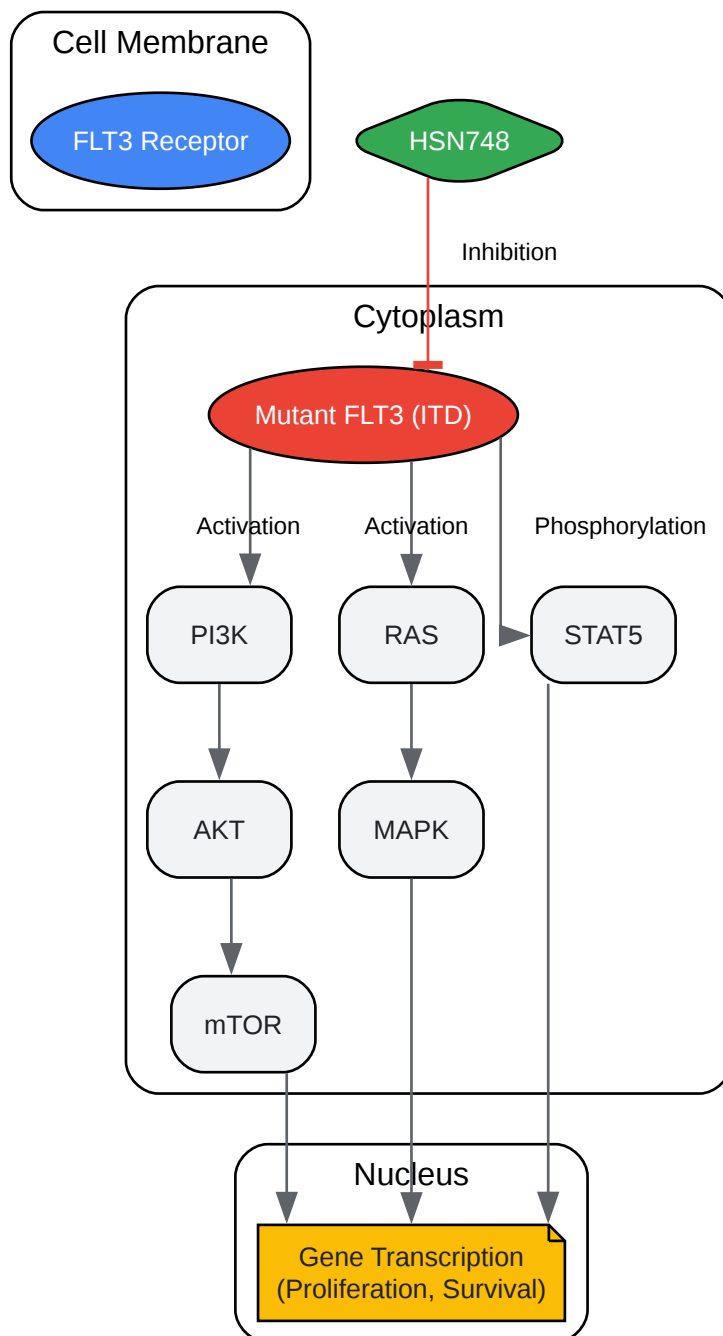 Cell Membrane
FLT3 Receptor
HSN748
Inhibition
Cytoplasm
Mutant FLT3 (ITD)
Activation
Activation
Phosphorylation
PI3K
RAS
STAT5
AKT
MAPK
mTOR
Nucleus
Gene Transcription
(Proliferation, Survival)